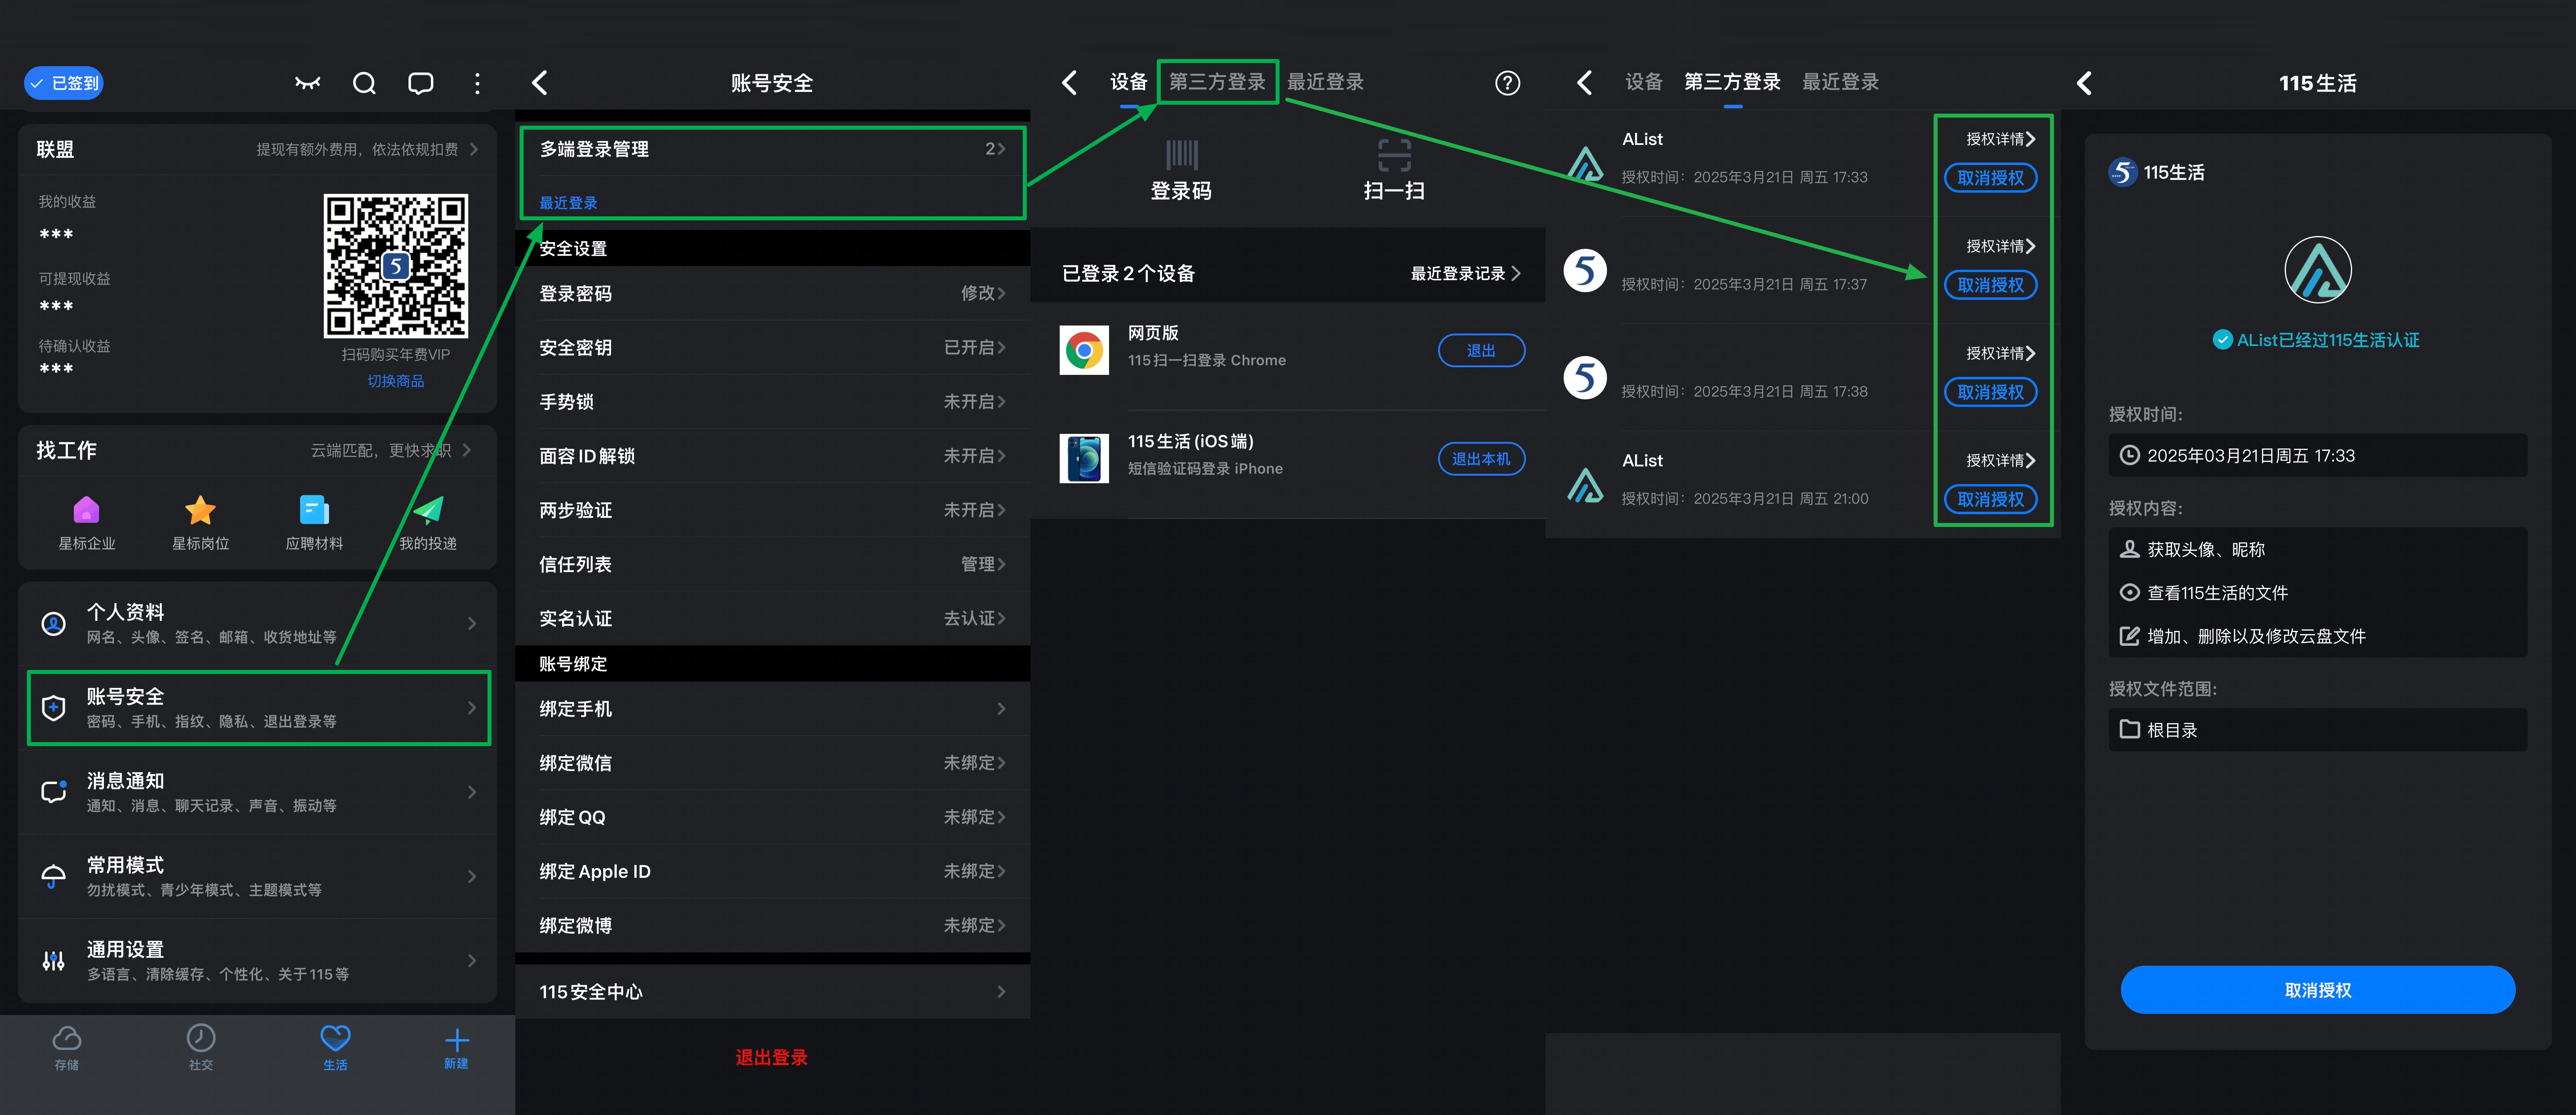 已签到
联盟
提现有额外费用，依法依规扣费
我的收益
***
可提现收益
***
待确认收益
***
5
扫码购买年费VIP
切换商品
找工作
云端匹配，更快求职
星标企业
星标岗位
应聘材料
我的投递
个人资料
网名、头像、签名、邮箱、收货地址等
账号安全
密码、手机、指纹、隐私、退出登录等
消息通知
通知、消息、聊天记录、声音、振动等
常用模式
勿扰模式、青少年模式、主题模式等
通用设置
多语言、清除缓存、个性化、关于115等
存储
社交
生活
新建
账号安全
多端登录管理 2
最近登录
安全设置
登录密码 修改
安全密钥 已开启
手势锁 未开启
面容ID解锁 未开启
两步验证 未开启
信任列表 管理
实名认证 去认证
账号绑定
绑定手机
绑定微信 未绑定
绑定QQ 未绑定
绑定Apple ID 未绑定
绑定微博 未绑定
115安全中心
退出登录
设备 第三方登录 最近登录
登录码
扫一扫
已登录2个设备 最近登录记录
网页版
115扫一扫登录 Chrome
退出
115生活(iOS端)
短信验证码登录 iPhone
退出本机
设备 第三方登录 最近登录
AList 授权详情
授权时间：2025年3月21日 周五 17:33 取消授权
5
授权详情
授权时间：2025年3月21日 周五 17:37 取消授权
5
授权详情
授权时间：2025年3月21日 周五 17:38 取消授权
AList 授权详情
授权时间：2025年3月21日 周五 21:00 取消授权
115生活
5 115生活
AList已经过115生活认证
授权时间:
2025年03月21日周五 17:33
授权内容:
获取头像、昵称
查看115生活的文件
增加、删除以及修改云盘文件
授权文件范围:
根目录
取消授权